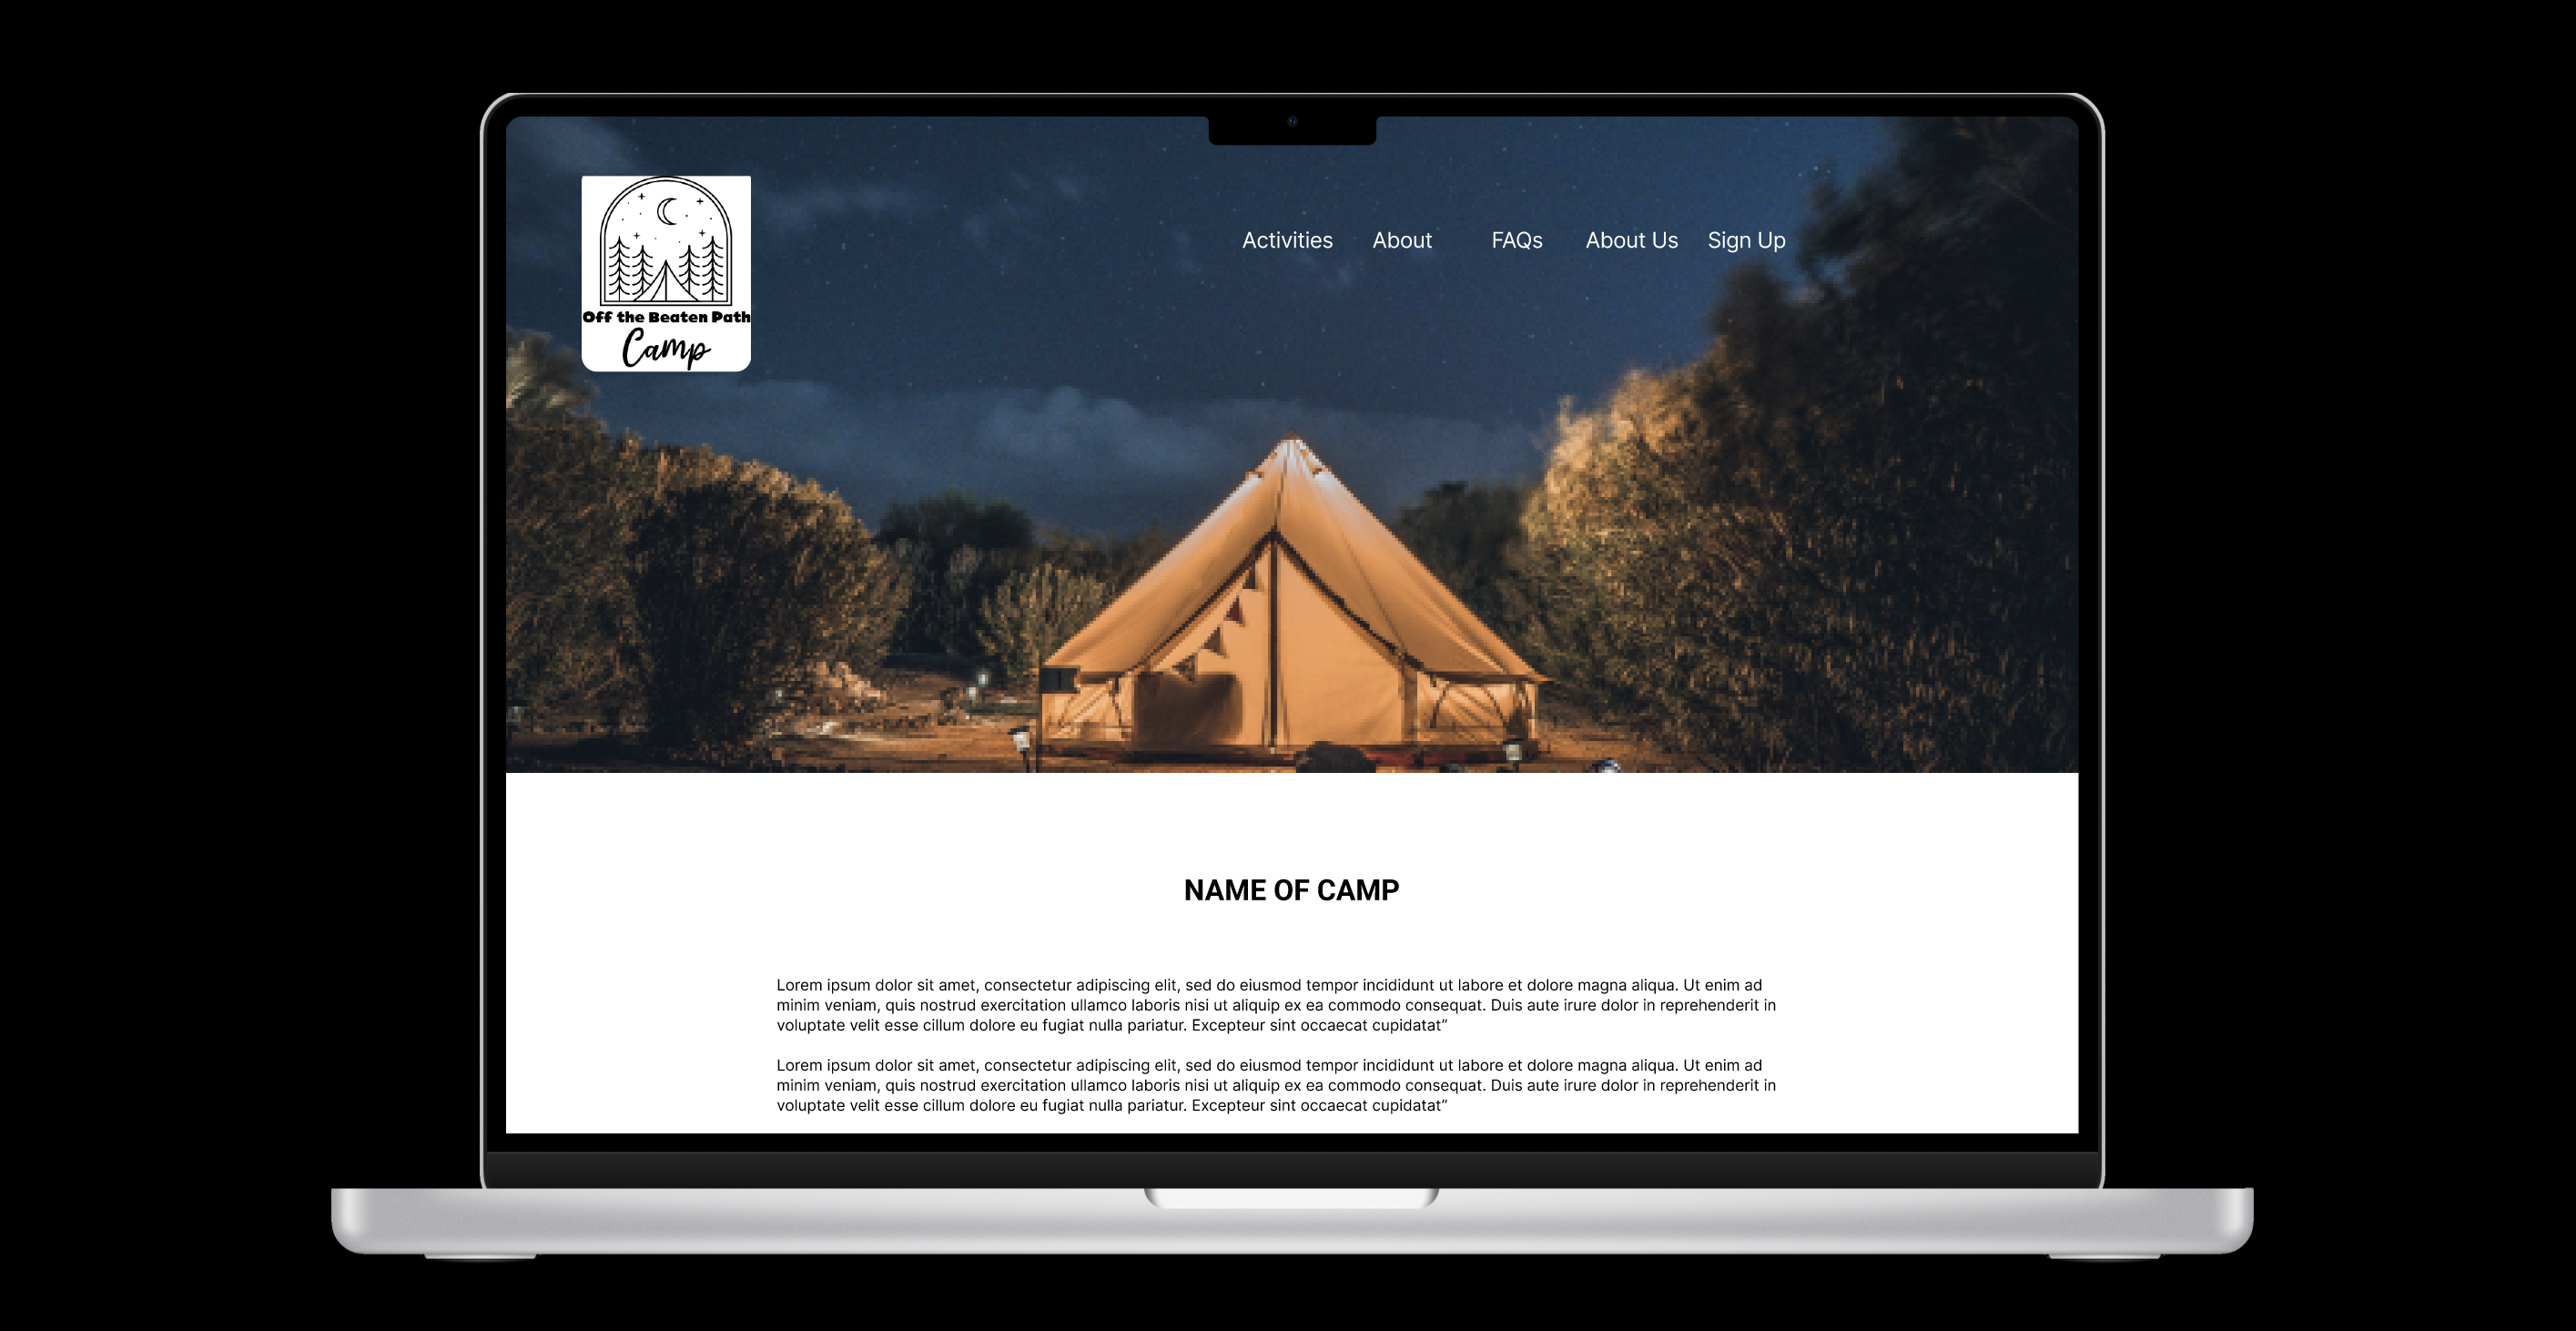 Off the Beaten Path
Camp
Activities About FAQs About Us Sign Up
NAME OF CAMP
Lorem ipsum dolor sit amet, consectetur adipiscing elit, sed do eiusmod tempor incididunt ut labore et dolore magna aliqua. Ut enim ad
minim veniam, quis nostrud exercitation ullamco laboris nisi ut aliquip ex ea commodo consequat. Duis aute irure dolor in reprehenderit in
voluptate velit esse cillum dolore eu fugiat nulla pariatur. Excepteur sint occaecat cupidatat”
Lorem ipsum dolor sit amet, consectetur adipiscing elit, sed do eiusmod tempor incididunt ut labore et dolore magna aliqua. Ut enim ad
minim veniam, quis nostrud exercitation ullamco laboris nisi ut aliquip ex ea commodo consequat. Duis aute irure dolor in reprehenderit in
voluptate velit esse cillum dolore eu fugiat nulla pariatur. Excepteur sint occaecat cupidatat”